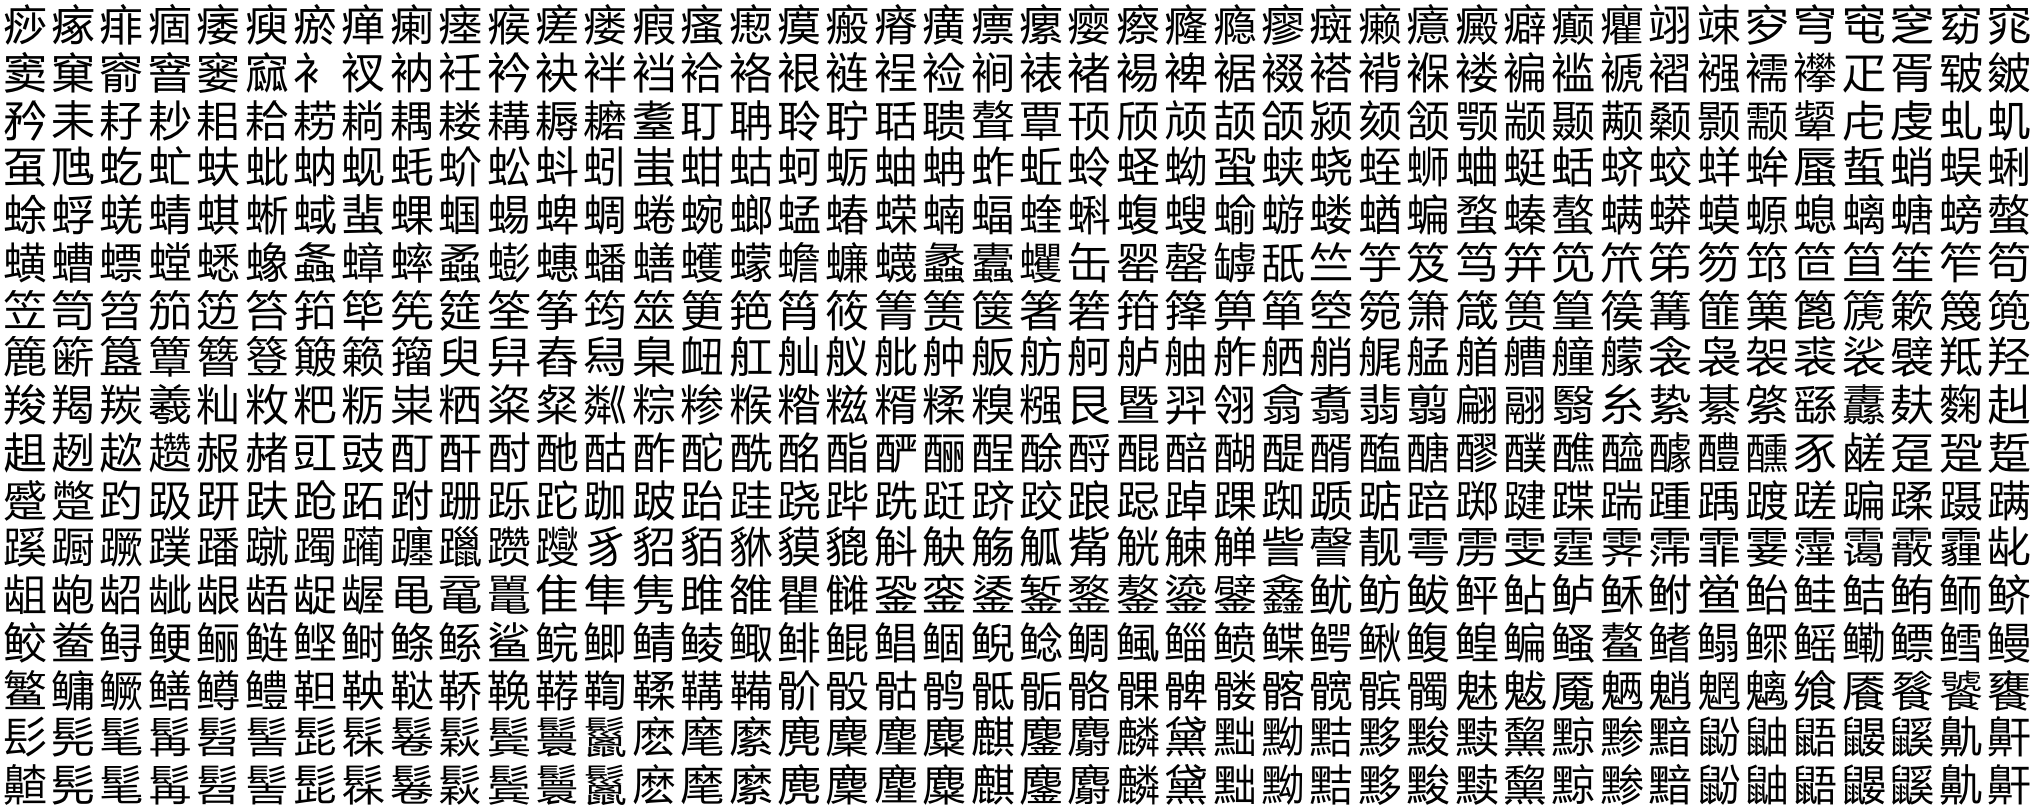 痧瘃痱痼痿瘐瘀瘅瘌瘗瘊瘥瘘瘕瘙瘛瘼瘢瘠癀瘭瘰瘿瘵癃瘾瘳癍癞癔癜癖癫癯翊竦穸穹窀窆窈窕
窦窠窬窨窭窳衤衩衲衽衿袂袢裆袷袼裉裢裎裣裥裱褚裼裨裾裰褡褙褓褛褊褴褫褶襁襦襻疋胥皲皴
矜耒耔耖耜耠耢耥耦耧耩耨耱耋耵聃聆聍聒聩聱覃顸颀颃颉颌颍颏颔颚颛颞颟颡颢颥颦虍虔虬虮
虿虺虼虻蚨蚍蚋蚬蚝蚧蚣蚪蚓蚩蚶蛄蚵蛎蚰蚺蚱蚯蛉蛏蚴蛩蛱蛲蛭蛳蛐蜓蛞蛴蛟蛘蛑蜃蜇蛸蜈蜊
蜍蜉蜣蜻蜞蜥蜮蜚蜾蝈蜴蜱蜩蜷蜿螂蜢蝽蝾蝻蝠蝰蝌蝮螋蝓蝣蝼蝤蝙蝥螓螯螨蟒蟆螈螅螭螗螃螫
蟥螬螵螳蟋蟓螽蟑蟀蟊蟛蟪蟠蟮蠖蠓蟾蠊蠛蠡蠹蠼缶罂罄罅舐竺竽笈笃笄笕笊笫笏筇笸笪笙笮笱
笠笥笤笳笾笞筘筚筅筵筌筝筠筮筻筢筲筱箐箦箧箸箬箝箨箅箪箜箢箫箴篑篁篌篝篚篥篦篪簌篾篼
簏簖簋簟簪簦簸籁籀臾舁舂舄臬衄舡舢舣舭舯舨舫舸舻舳舴舾艄艉艋艏艚艟艨衾袅袈裘裟襞羝羟
羧羯羰羲籼敉粑粝粜粞粢粲粼粽糁糇糌糍糈糅糗糨艮暨羿翎翕翥翡翦翩翮翳糸絷綦綮繇纛麸麴赳
趄趔趑趱赧赭豇豉酊酐酎酏酤酢酡酰酩酯酽酾酲酴酹醌醅醐醍醑醢醣醪醭醮醯醵醴醺豕鹾趸跫踅
蹙蹩趵趿趼趺跄跖跗跚跞跎跏跛跆跬跷跸跣跹跻跤踉跽踔踝踟踬踮踣踯踺蹀踹踵踽踱蹉蹁蹂蹑蹒
蹊蹰蹶蹼蹯蹴躅躏躔躐躜躞豸貂貊貅貘貔斛觖觞觚觜觥觫觯訾謦靓雩雳雯霆霁霈霏霎霪霭霰霾龀
龃龅龆龇龈龉龊龌黾鼋鼍隹隼隽雎雒瞿雠銎銮鋈錾鍪鏊鎏鐾鑫鱿鲂鲅鲆鲇鲈稣鲋鲎鲐鲑鲒鲔鲕鲚
鲛鲞鲟鲠鲡鲢鲣鲥鲦鲧鲨鲩鲫鲭鲮鲰鲱鲲鲳鲴鲵鲶鲷鲺鲻鲼鲽鳄鳅鳆鳇鳊鳋鳌鳍鳎鳏鳐鳓鳔鳕鳗
鳘鳙鳜鳝鳟鳢靼鞅鞑鞒鞔鞯鞫鞣鞲鞴骱骰骷鹘骶骺骼髁髀髅髂髋髌髑魅魃魇魉魈魍魑飨餍餮饕饔
髟髡髦髯髫髻髭髹鬈鬏鬓鬟鬣麽麾縻麂麇麈麋麒鏖麝麟黛黜黝黠黟黢黩黧黥黪黯鼢鼬鼯鼹鼷鼽鼾
齄髡髦髯髫髻髭髹鬈鬏鬓鬟鬣麽麾縻麂麇麈麋麒鏖麝麟黛黜黝黠黟黢黩黧黥黪黯鼢鼬鼯鼹鼷鼽鼾